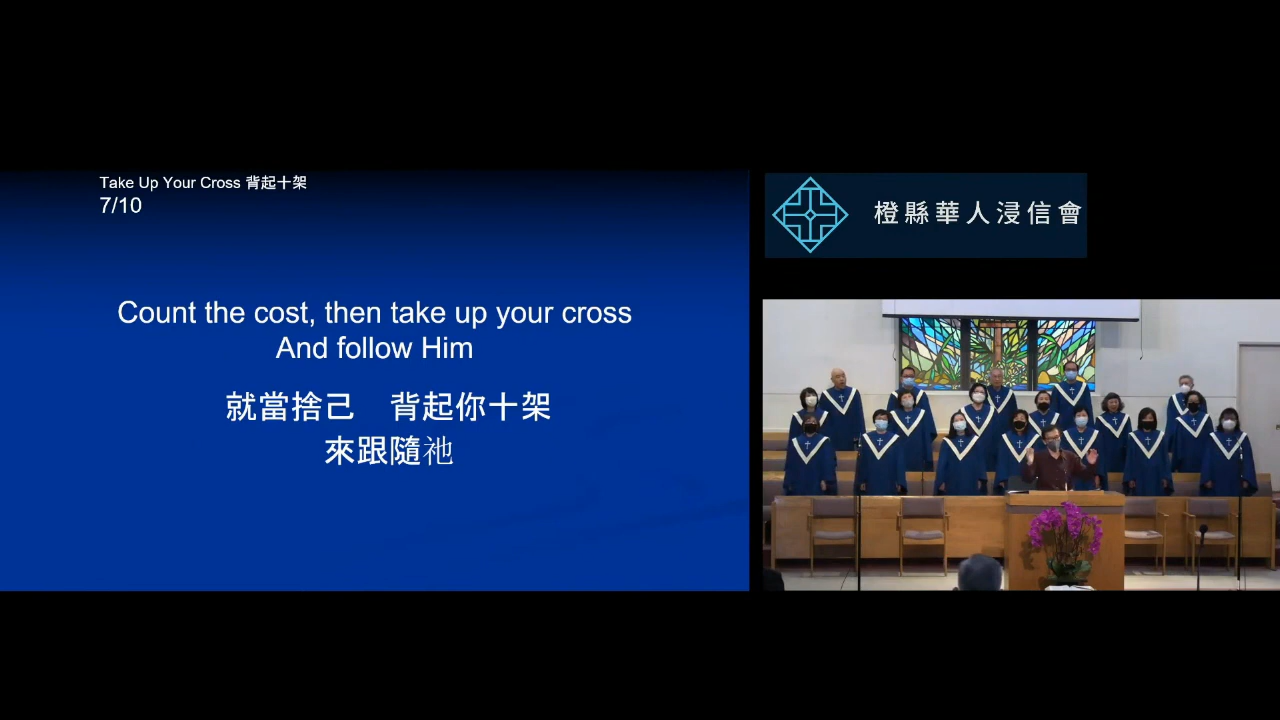 Take Up Your Cross 背起十架
7/10
Count the cost, then take up your cross
And follow Him
就當捨己　背起你十架
來跟隨祂
橙縣華人浸信會